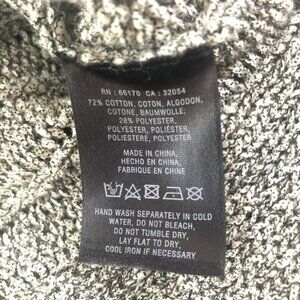 RN : 66170 CA : 32054
72% COTTON, COTON, ALGODON,
COTONE, BAUMWOLLE;
28% POLYESTER,
POLYESTER, POLIÉSTER,
POLIESTERE, POLYESTER
MADE IN CHINA,
HECHO EN CHINA,
FABRIQUE EN CHINE
HAND WASH SEPARATELY IN COLD
WATER, DO NOT BLEACH,
DO NOT TUMBLE DRY,
LAY FLAT TO DRY,
COOL IRON IF NECESSARY